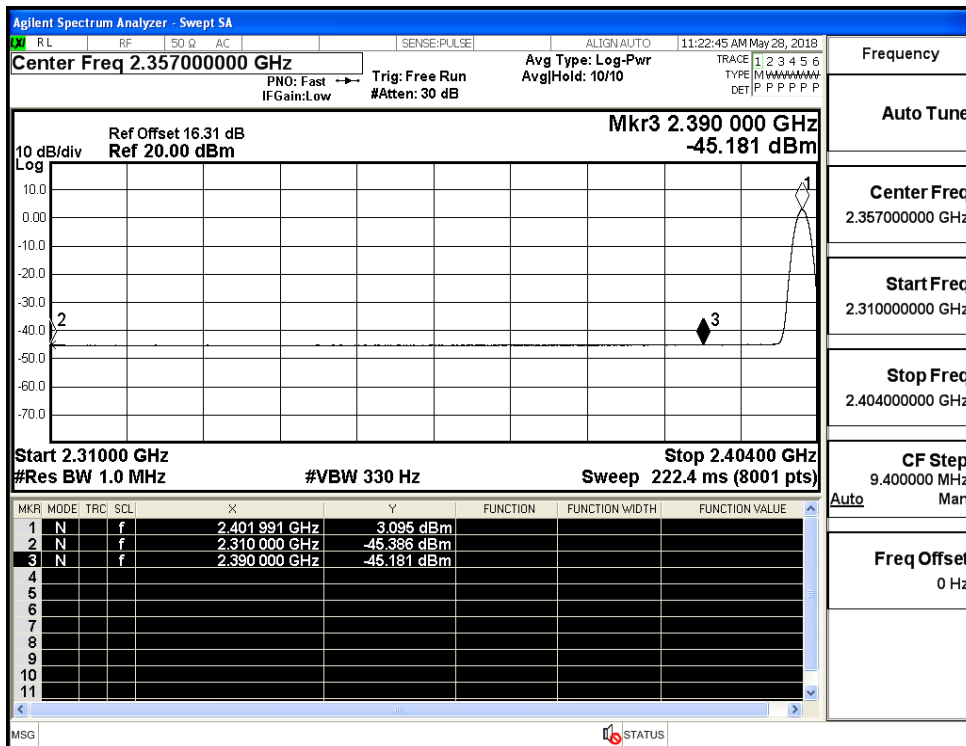 Agilent Spectrum Analyzer - Swept SA
LXI RL RF 50 Ω AC SENSE:PULSE ALIGN AUTO 11:22:45 AM May 28, 2018
Center Freq 2.357000000 GHz
PNO: Fast
IFGain:Low
Trig: Free Run
#Atten: 30 dB
Avg Type: Log-Pwr
Avg|Hold: 10/10
TRACE 1 2 3 4 5 6
TYPE M W W W W W
DET P P P P P P
Frequency
Auto Tune
Center Freq
2.357000000 GHz
Start Freq
2.310000000 GHz
Stop Freq
2.404000000 GHz
CF Step
9.400000 MHz
Auto Man
Freq Offset
0 Hz
Mkr3 2.390 000 GHz
-45.181 dBm
Ref Offset 16.31 dB
10 dB/div Ref 20.00 dBm
Log
10.0
0.00
-10.0
-20.0
-30.0
-40.0
-50.0
-60.0
-70.0
1
2
3
Start 2.31000 GHz Stop 2.40400 GHz
#Res BW 1.0 MHz #VBW 330 Hz Sweep 222.4 ms (8001 pts)
MKR MODE TRC SCL X Y FUNCTION FUNCTION WIDTH FUNCTION VALUE
1 N f 2.401 991 GHz 3.095 dBm
2 N f 2.310 000 GHz -45.386 dBm
3 N f 2.390 000 GHz -45.181 dBm
4
5
6
7
8
9
10
11
MSG STATUS